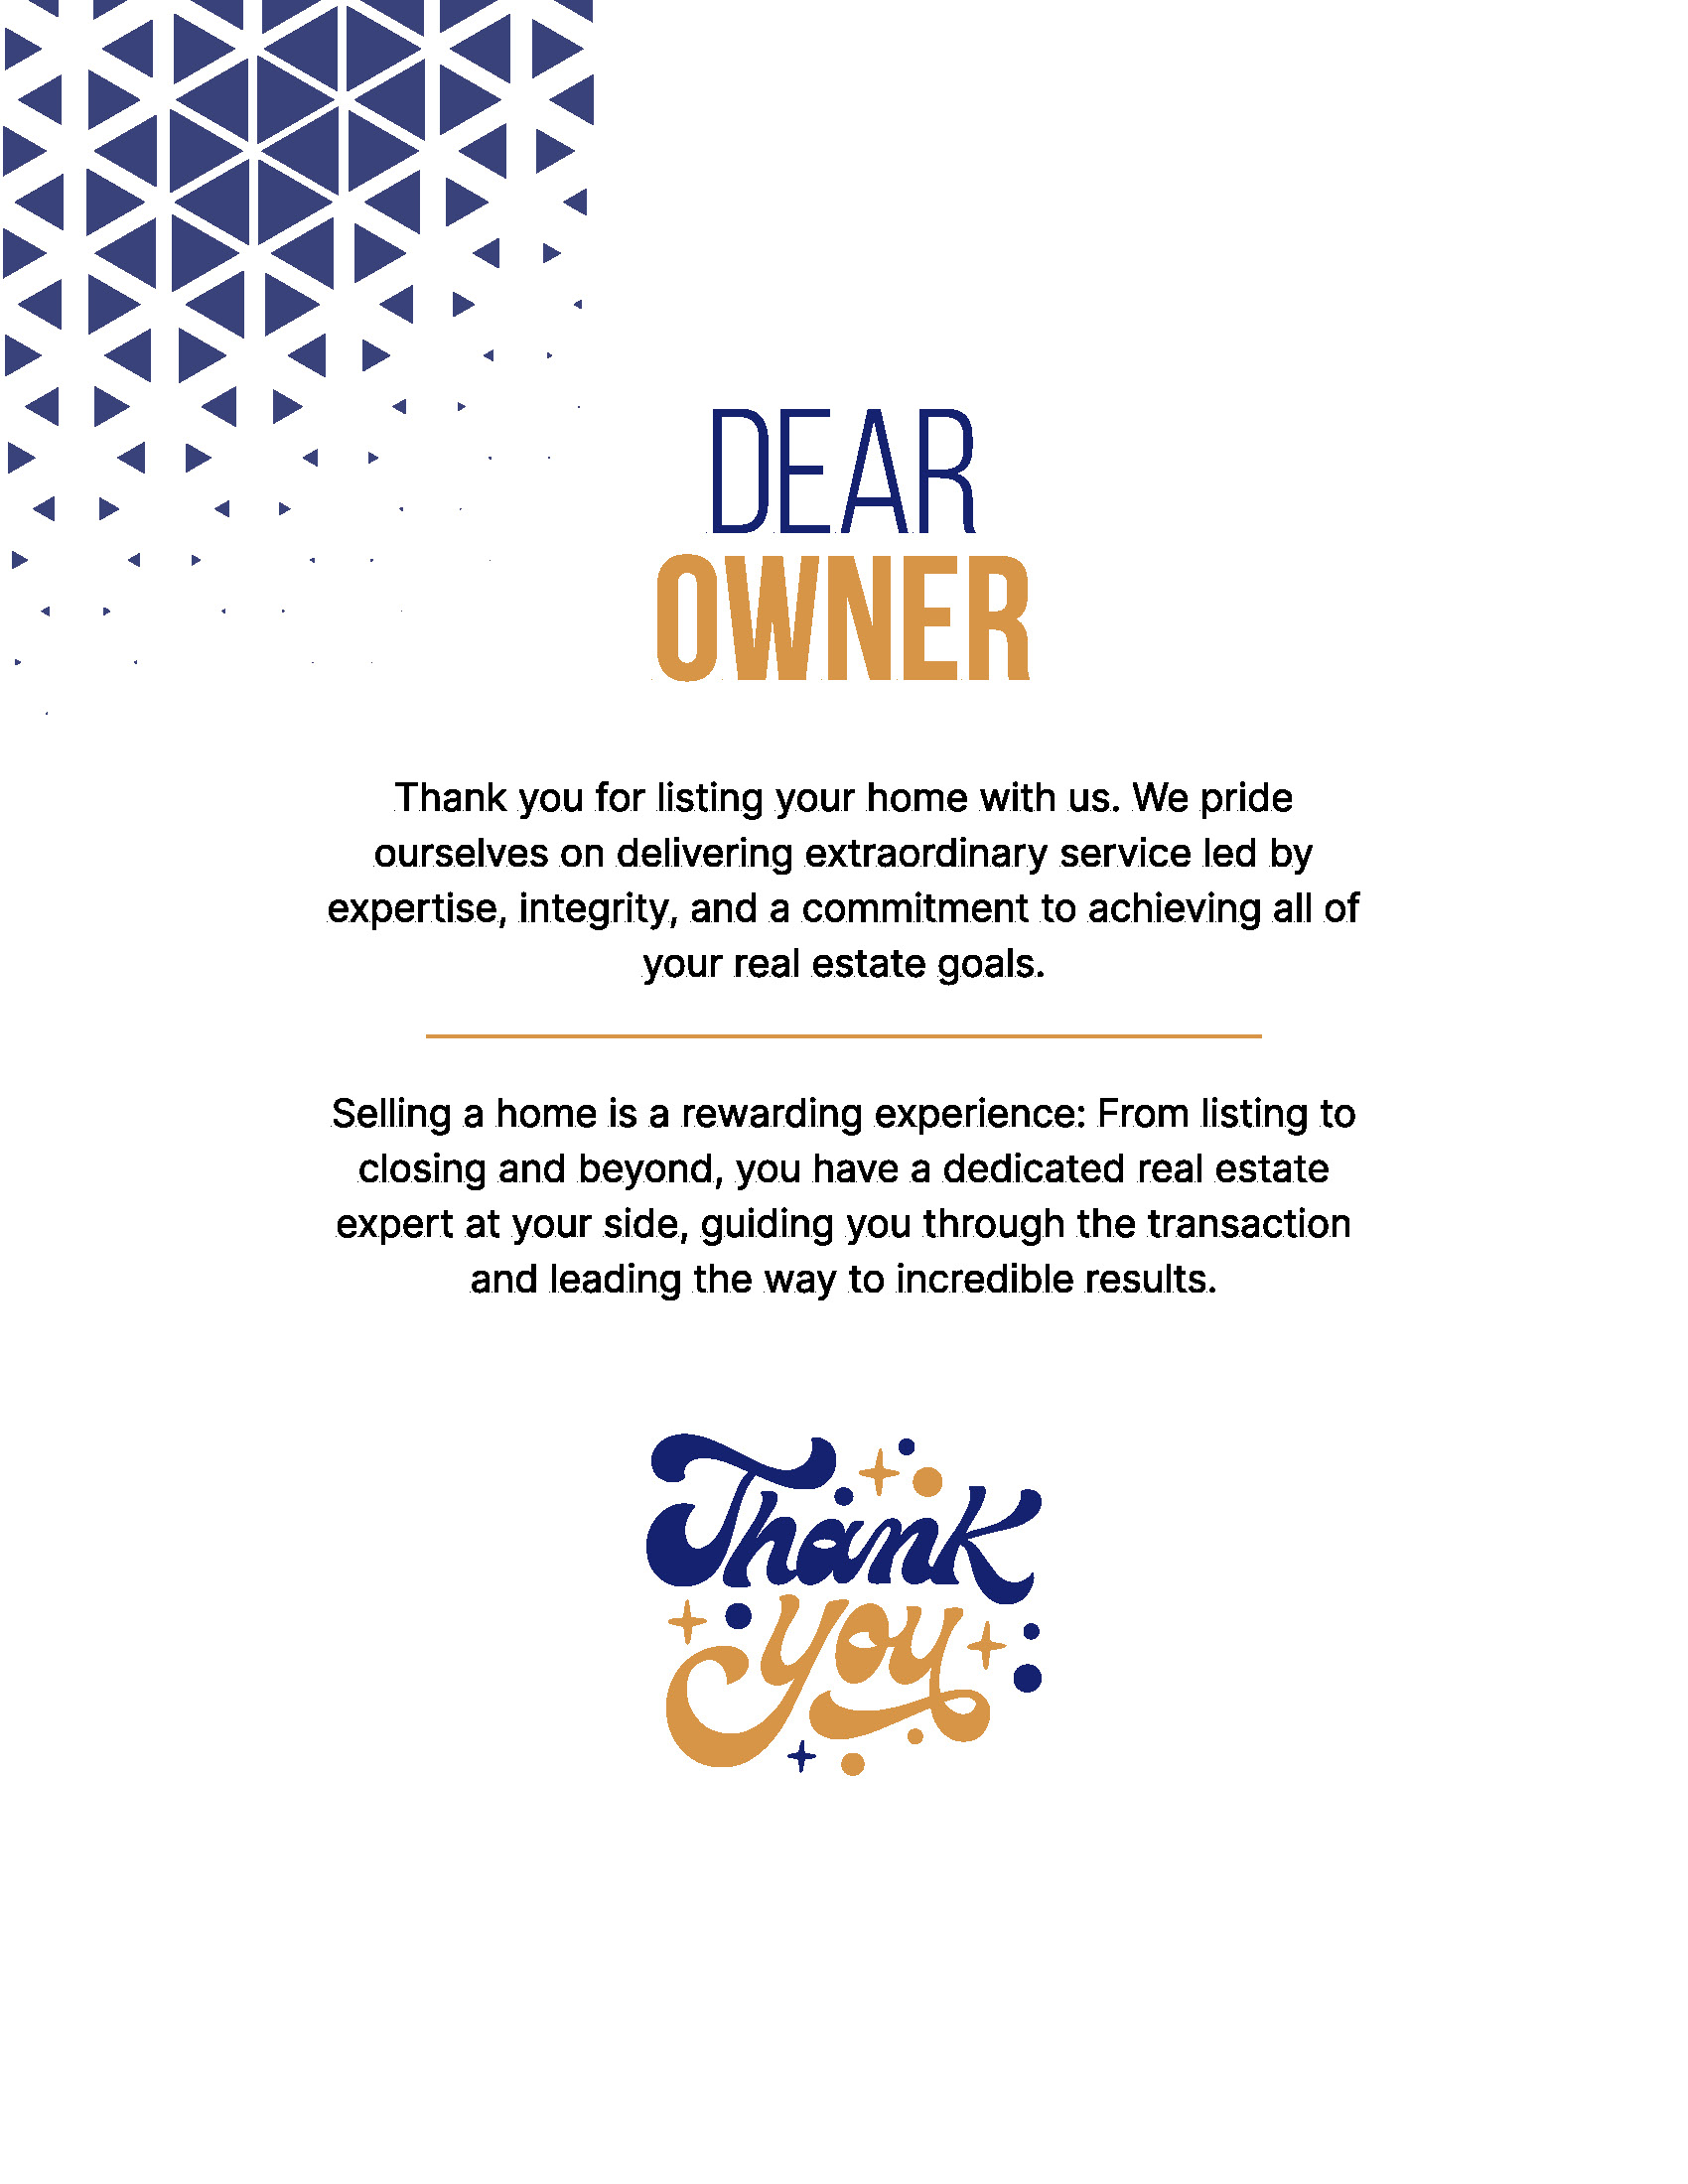 DEAR
OWNER
Thank you for listing your home with us. We pride
ourselves on delivering extraordinary service led by
expertise, integrity, and a commitment to achieving all of
your real estate goals.
Selling a home is a rewarding experience: From listing to
closing and beyond, you have a dedicated real estate
expert at your side, guiding you through the transaction
and leading the way to incredible results.
Thank
you